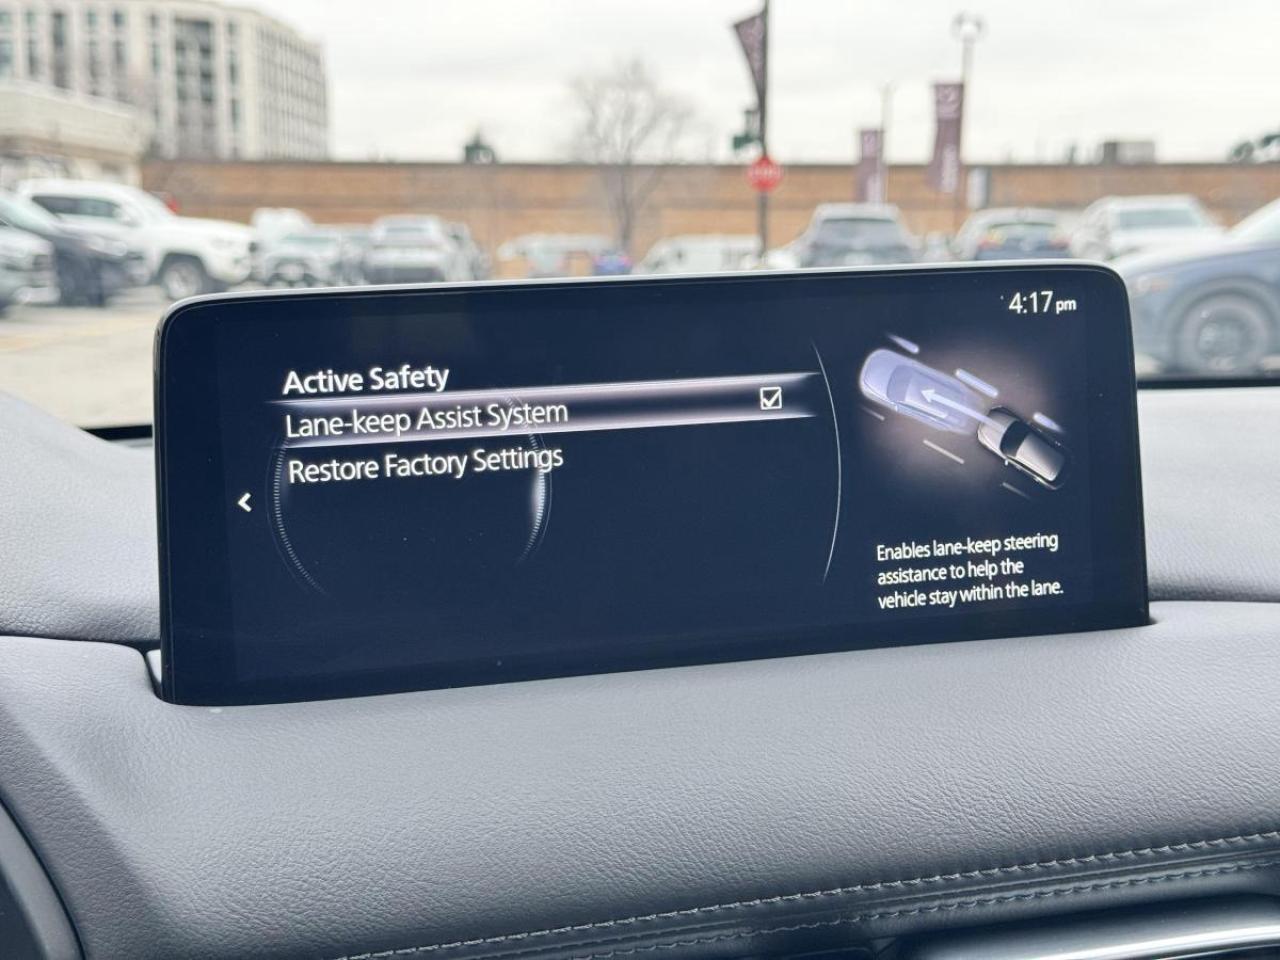 4:17 pm
Active Safety
Lane-keep Assist System
Restore Factory Settings
Enables lane-keep steering
assistance to help the
vehicle stay within the lane.